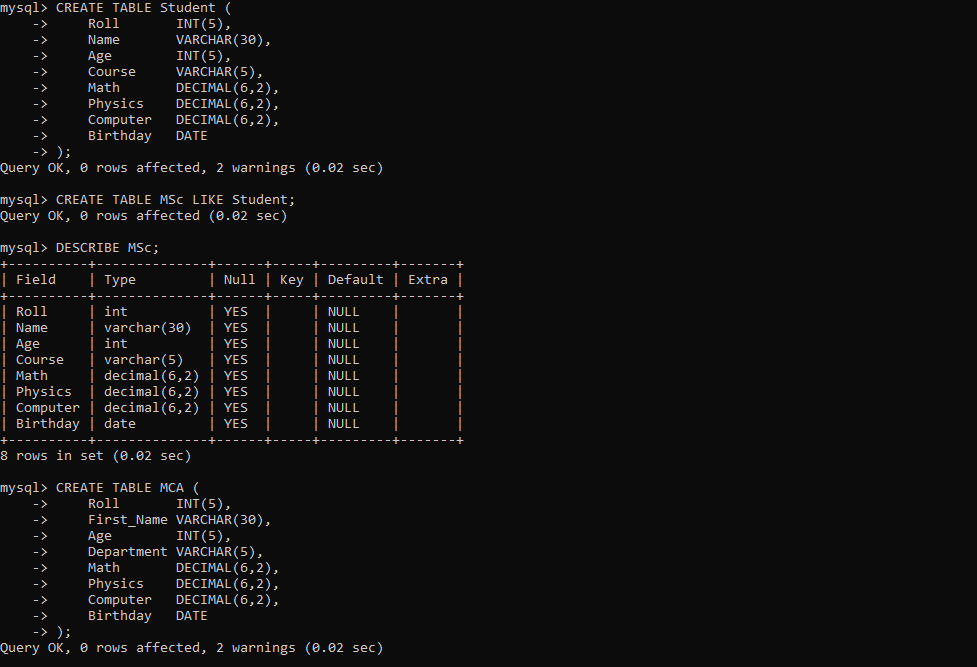 mysql> CREATE TABLE Student (
    ->     Roll       INT(5),
    ->     Name       VARCHAR(30),
    ->     Age        INT(5),
    ->     Course     VARCHAR(5),
    ->     Math       DECIMAL(6,2),
    ->     Physics    DECIMAL(6,2),
    ->     Computer   DECIMAL(6,2),
    ->     Birthday   DATE
    -> );
Query OK, 0 rows affected, 2 warnings (0.02 sec)

mysql> CREATE TABLE MSc LIKE Student;
Query OK, 0 rows affected (0.02 sec)

mysql> DESCRIBE MSc;
+----------+--------------+------+-----+---------+-------+
| Field    | Type         | Null | Key | Default | Extra |
+----------+--------------+------+-----+---------+-------+
| Roll     | int          | YES  |     | NULL    |       |
| Name     | varchar(30)  | YES  |     | NULL    |       |
| Age      | int          | YES  |     | NULL    |       |
| Course   | varchar(5)   | YES  |     | NULL    |       |
| Math     | decimal(6,2) | YES  |     | NULL    |       |
| Physics  | decimal(6,2) | YES  |     | NULL    |       |
| Computer | decimal(6,2) | YES  |     | NULL    |       |
| Birthday | date         | YES  |     | NULL    |       |
+----------+--------------+------+-----+---------+-------+
8 rows in set (0.02 sec)

mysql> CREATE TABLE MCA (
    ->     Roll       INT(5),
    ->     First_Name VARCHAR(30),
    ->     Age        INT(5),
    ->     Department VARCHAR(5),
    ->     Math       DECIMAL(6,2),
    ->     Physics    DECIMAL(6,2),
    ->     Computer   DECIMAL(6,2),
    ->     Birthday   DATE
    -> );
Query OK, 0 rows affected, 2 warnings (0.02 sec)